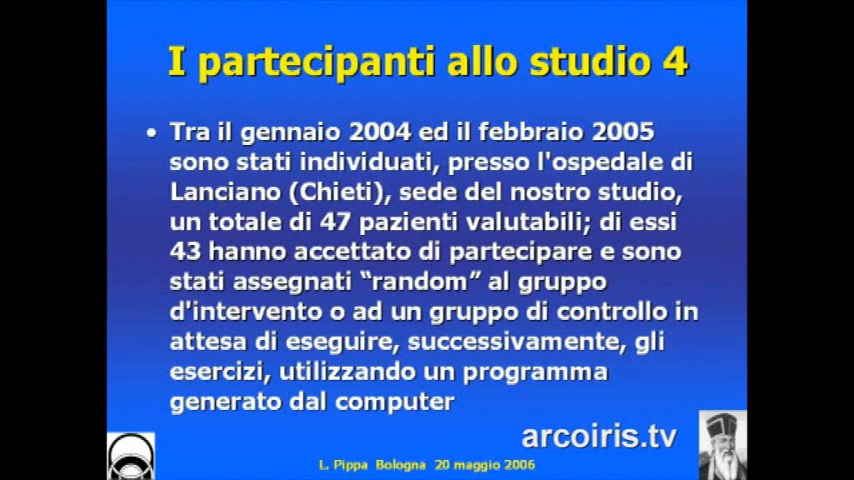 I partecipanti allo studio 4
• Tra il gennaio 2004 ed il febbraio 2005
sono stati individuati, presso l'ospedale di
Lanciano (Chieti), sede del nostro studio,
un totale di 47 pazienti valutabili; di essi
43 hanno accettato di partecipare e sono
stati assegnati “random” al gruppo
d'intervento o ad un gruppo di controllo in
attesa di eseguire, successivamente, gli
esercizi, utilizzando un programma
generato dal computer
arcoiris.tv
L. Pippa Bologna 20 maggio 2006